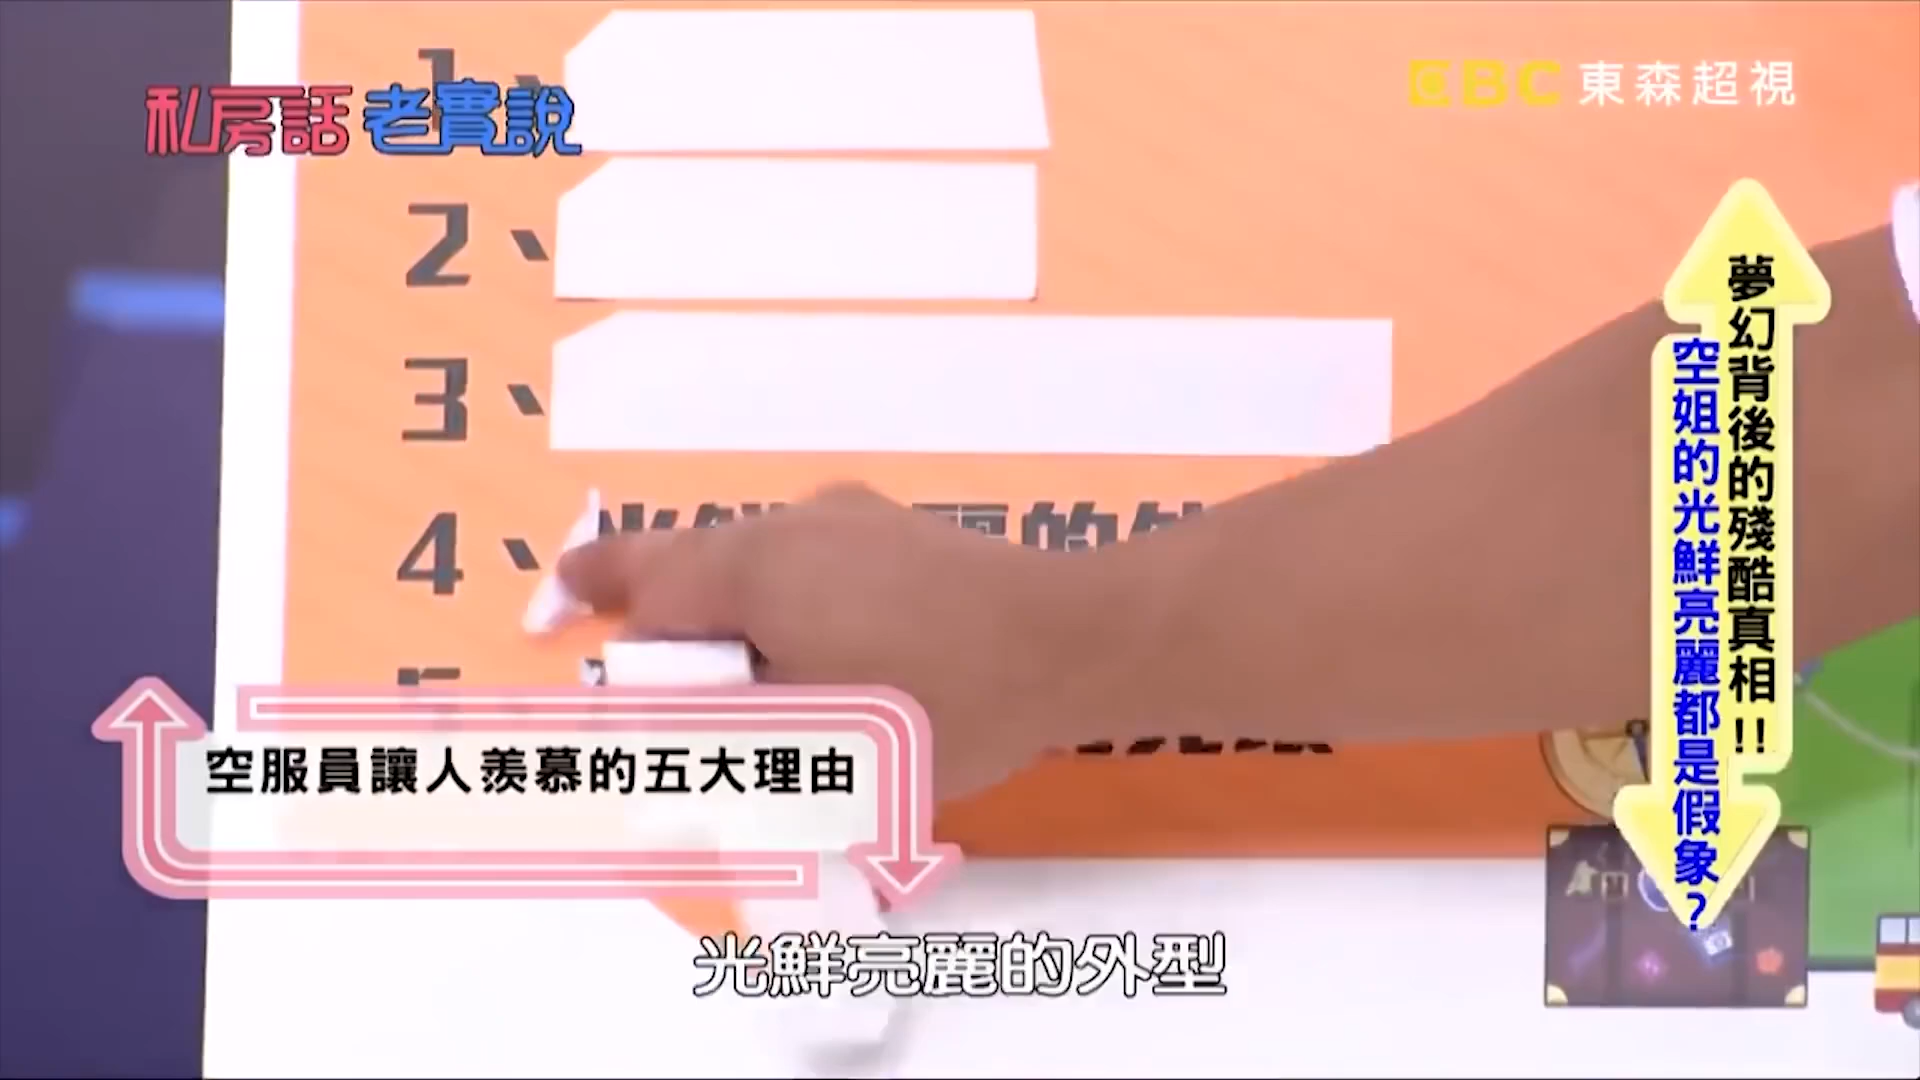 私房話老實說
EBC 東森超視
1、
2、
3、
4、
夢幻背後的殘酷真相!!
空姐的光鮮亮麗都是假象?
空服員讓人羨慕的五大理由
光鮮亮麗的外型